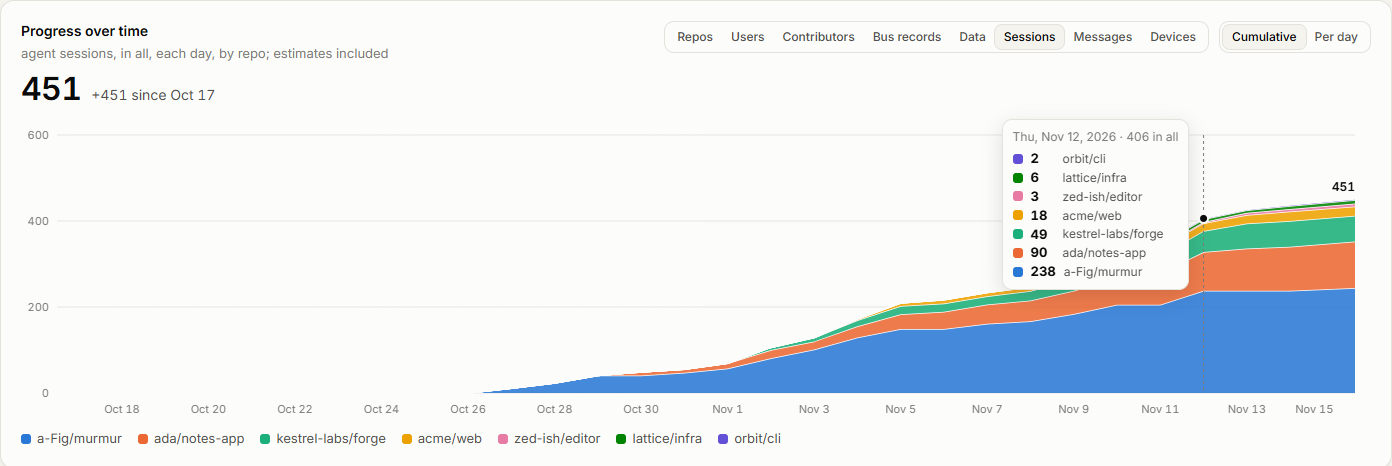 Progress over time
agent sessions, in all, each day, by repo; estimates included
Repos Users Contributors Bus records Data Sessions Messages Devices Cumulative Per day
451 +451 since Oct 17
600
400
200
0
Thu, Nov 12, 2026 · 406 in all
2 orbit/cli
6 lattice/infra
3 zed-ish/editor
18 acme/web
49 kestrel-labs/forge
90 ada/notes-app
238 a-Fig/murmur
451
Oct 18 Oct 20 Oct 22 Oct 24 Oct 26 Oct 28 Oct 30 Nov 1 Nov 3 Nov 5 Nov 7 Nov 9 Nov 11 Nov 13 Nov 15
a-Fig/murmur ada/notes-app kestrel-labs/forge acme/web zed-ish/editor lattice/infra orbit/cli